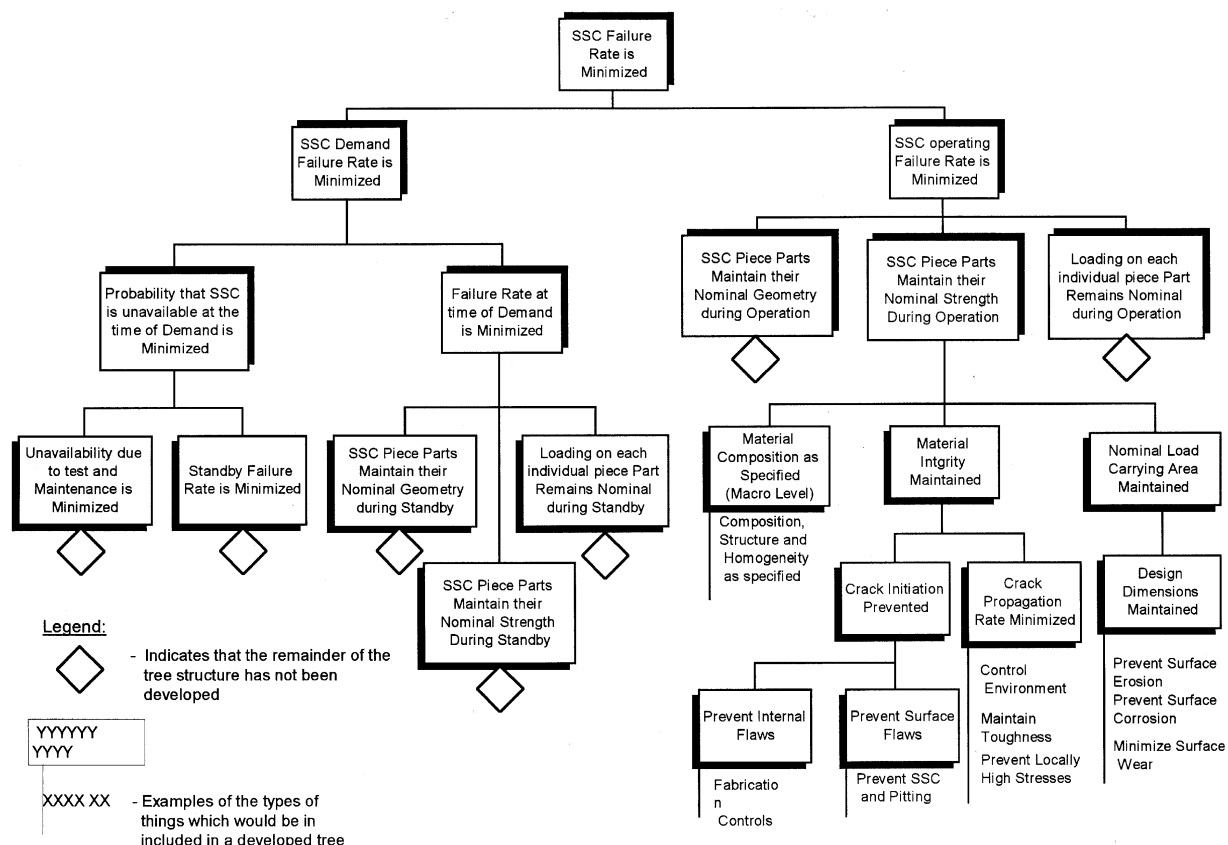 SSC Failure
Rate is
Minimized
SSC Demand
Failure Rate is
Minimized
SSC operating
Failure Rate is
Minimized
Probability that SSC
is unavailable at the
time of Demand is
Minimized
Failure Rate at
time of Demand
is Minimized
SSC Piece Parts
Maintain their
Nominal Geometry
during Operation
SSC Piece Parts
Maintain their
Nominal Strength
During Operation
Loading on each
individual piece Part
Remains Nominal
during Operation
Unavailability due
to test and
Maintenance is
Minimized
Standby Failure
Rate is Minimized
SSC Piece Parts
Maintain their
Nominal Geometry
during Standby
Loading on each
individual piece Part
Remains Nominal
during Standby
SSC Piece Parts
Maintain their
Nominal Strength
During Standby
Material
Composition as
Specified
(Macro Level)
Composition,
Structure and
Homogeneity
as specified
Material
Intgrity
Maintained
Nominal Load
Carrying Area
Maintained
Crack Initiation
Prevented
Crack
Propagation
Rate Minimized
Design
Dimensions
Maintained
Control
Environment
Maintain
Toughness
Prevent Locally
High Stresses
Prevent Surface
Erosion
Prevent Surface
Corrosion
Minimize Surface
Wear
Prevent Internal
Flaws
Fabricatio
n
Controls
Prevent Surface
Flaws
Prevent SSC
and Pitting
Legend:
- Indicates that the remainder of the
tree structure has not been
developed
YYYYYY
YYYY
XXXX XX
- Examples of the types of
things which would be in
included in a developed tree